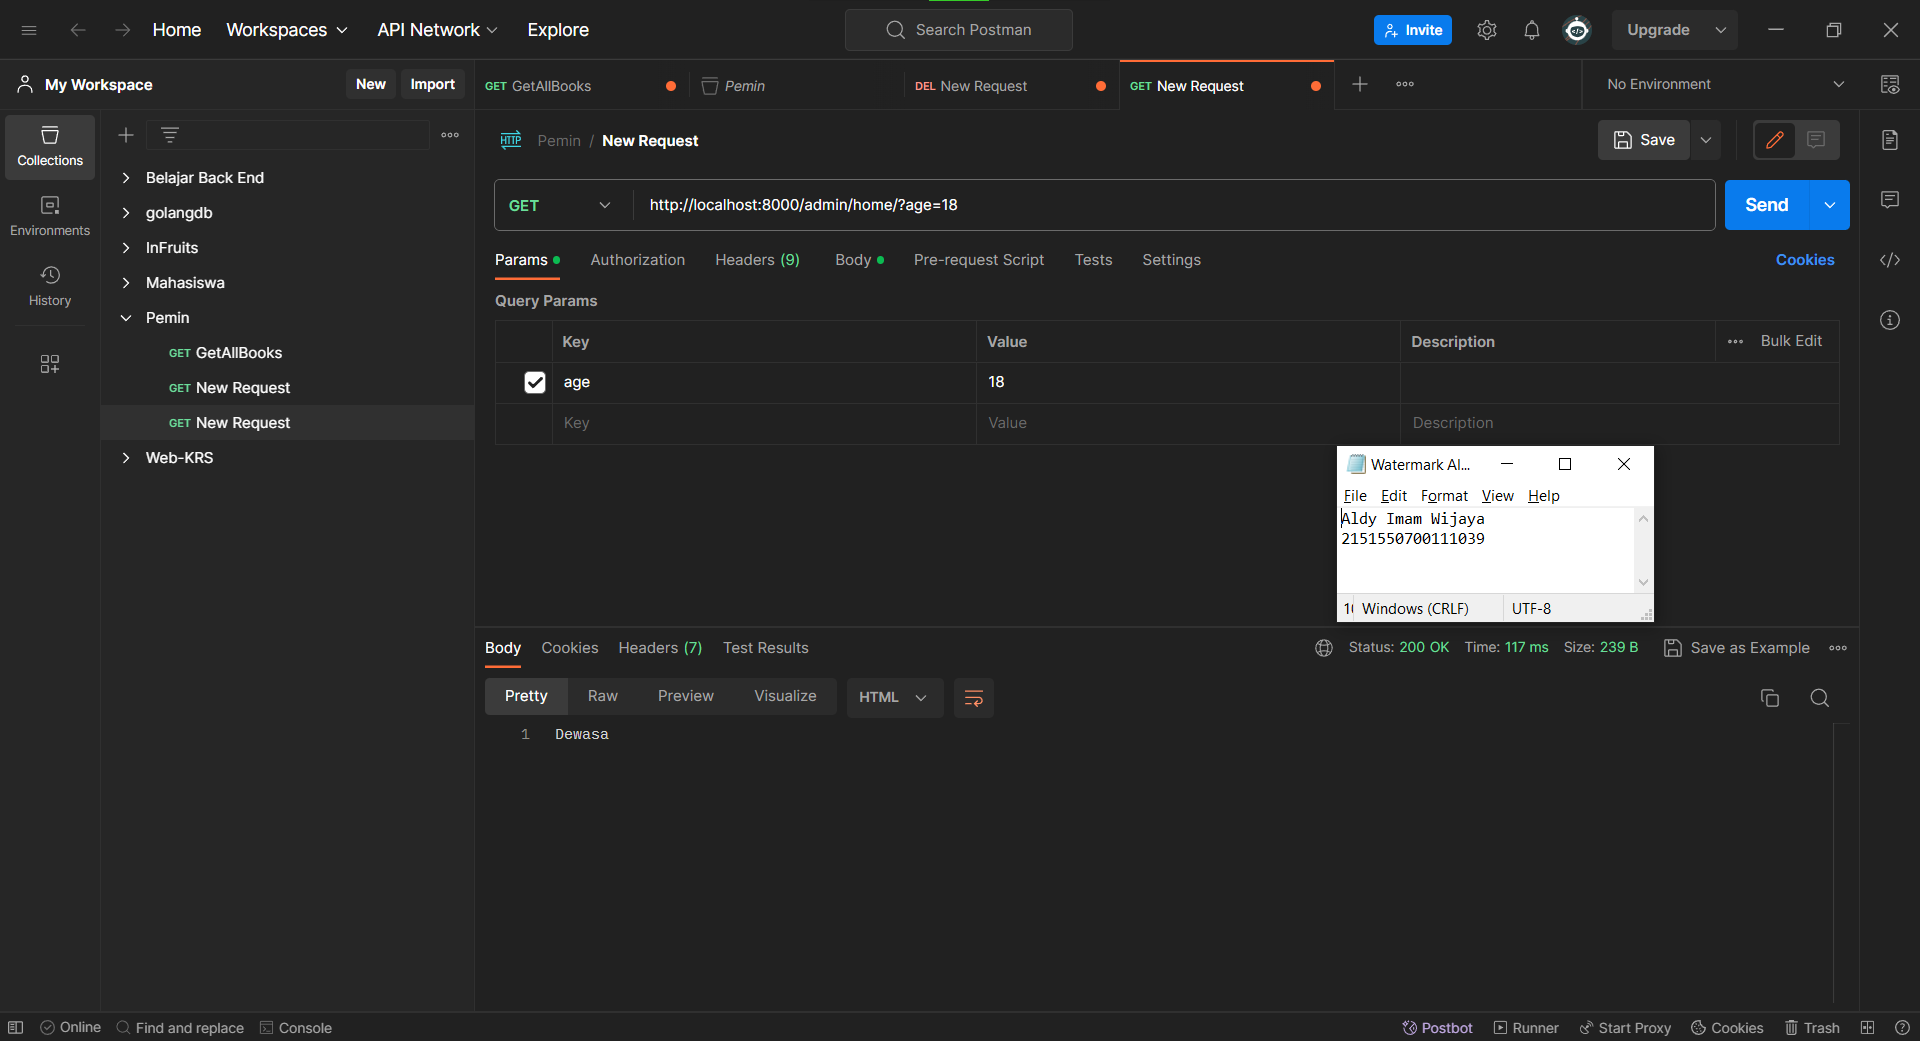 Home Workspaces API Network Explore Search Postman Invite Upgrade
My Workspace New Import
GET GetAllBooks Pemin DEL New Request GET New Request No Environment
Collections
Environments
History
Belajar Back End
golangdb
InFruits
Mahasiswa
Pemin
GET GetAllBooks
GET New Request
GET New Request
Web-KRS
HTTP Pemin / New Request Save
GET http://localhost:8000/admin/home/?age=18 Send
Params Authorization Headers (9) Body Pre-request Script Tests Settings Cookies
Query Params
Key Value Description Bulk Edit
age 18
Key Value Description
Watermark Al...
File Edit Format View Help
Aldy Imam Wijaya
2151550700111039
Windows (CRLF) UTF-8
Body Cookies Headers (7) Test Results Status: 200 OK Time: 117 ms Size: 239 B Save as Example
Pretty Raw Preview Visualize HTML
1 Dewasa
Online Find and replace Console Postbot Runner Start Proxy Cookies Trash